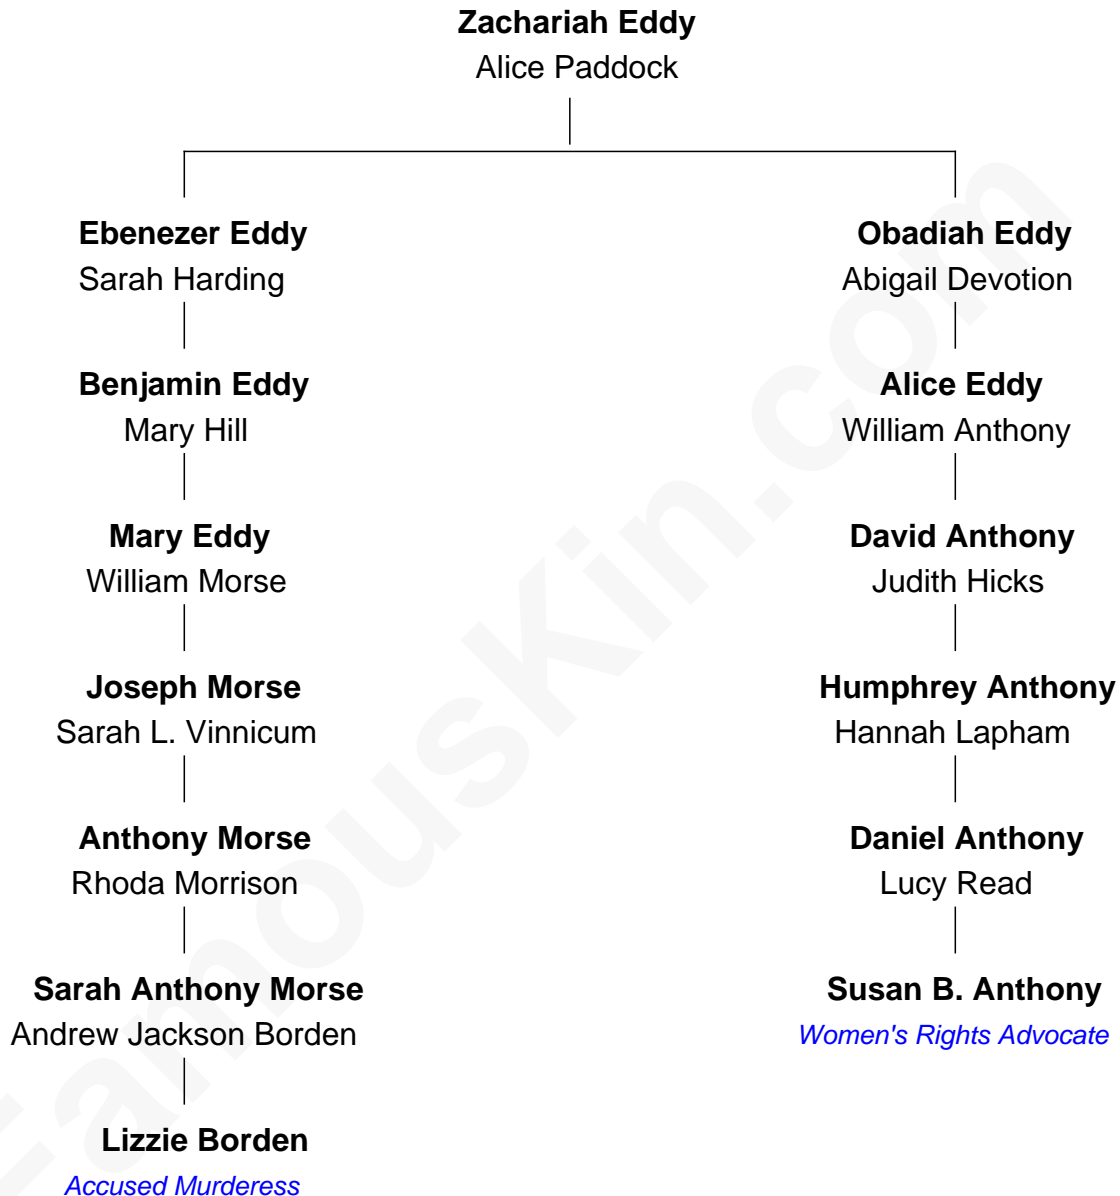 Zachariah Eddy
Alice Paddock
Ebenezer Eddy
Sarah Harding
Obadiah Eddy
Abigail Devotion
Benjamin Eddy
Mary Hill
Alice Eddy
William Anthony
Mary Eddy
William Morse
David Anthony
Judith Hicks
Joseph Morse
Sarah L. Vinnicum
Humphrey Anthony
Hannah Lapham
Anthony Morse
Rhoda Morrison
Daniel Anthony
Lucy Read
Sarah Anthony Morse
Andrew Jackson Borden
Susan B. Anthony
Women's Rights Advocate
Lizzie Borden
Accused Murderess
FamousKin.com